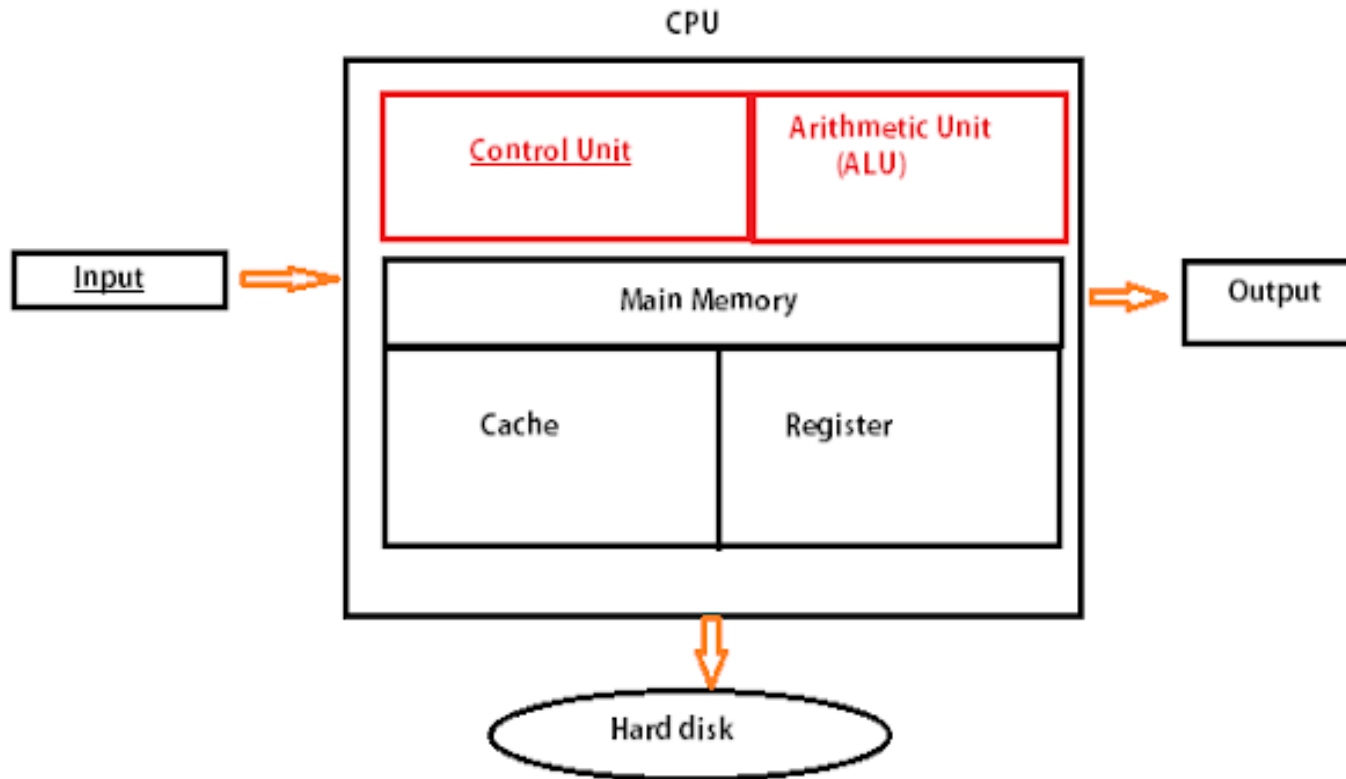 CPU
Control Unit
Arithmetic Unit
(ALU)
Input
Main Memory
Output
Cache
Register
Hard disk